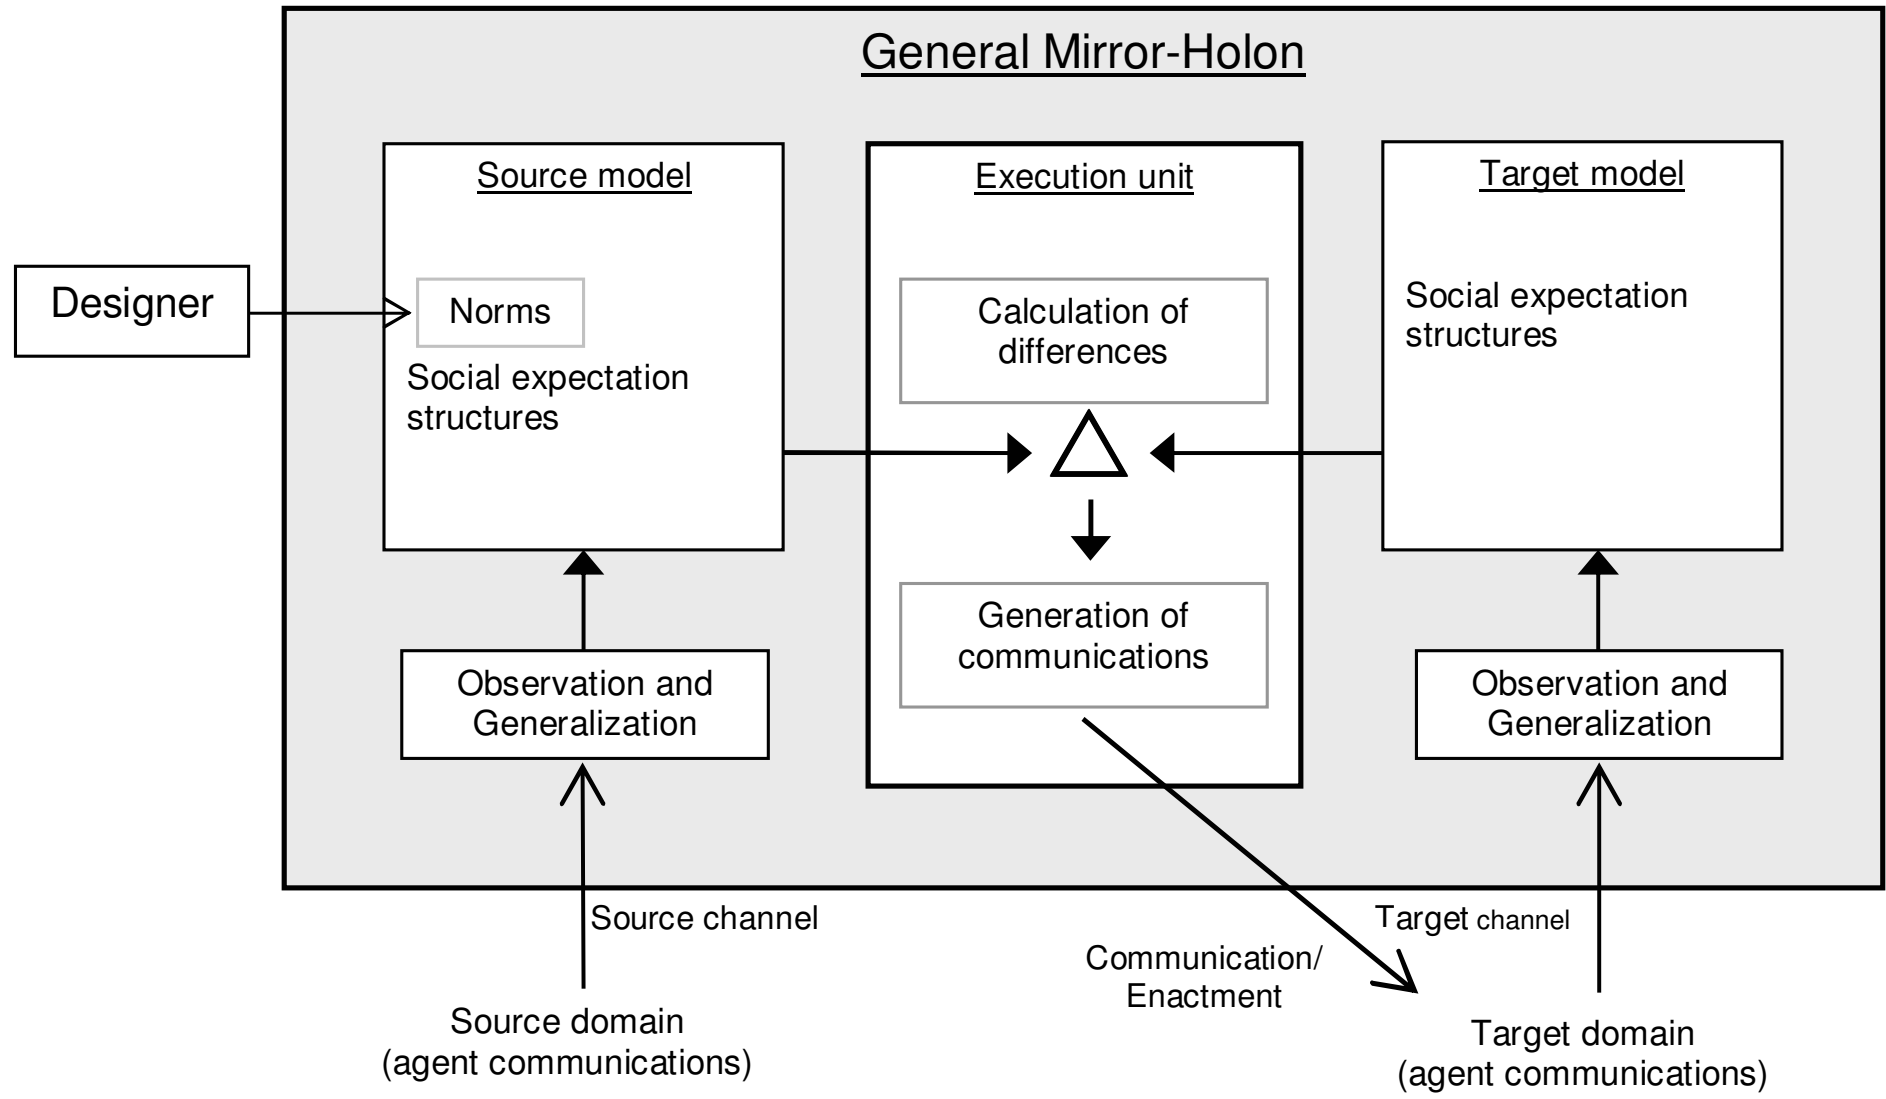 General Mirror-Holon
Source model
Execution unit
Target model
Designer
Norms
Social expectation
structures
Calculation of
differences
Social expectation
structures
Generation of
communications
Observation and
Generalization
Observation and
Generalization
Source channel
Target channel
Communication/
Enactment
Source domain
(agent communications)
Target domain
(agent communications)